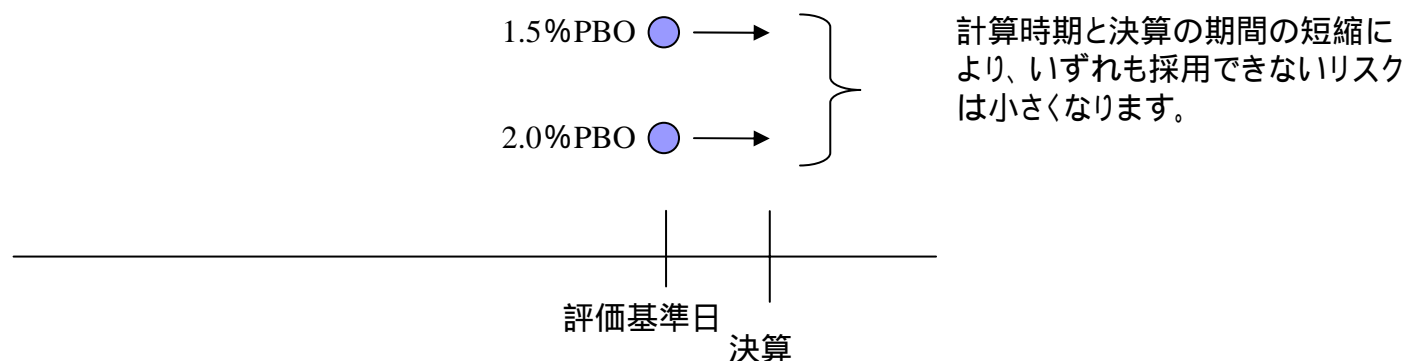 1.5%PBO
計算時期と決算の期間の短縮に
より、いずれも採用できないリスク
は小さくなります。
2.0%PBO
評価基準日
決算